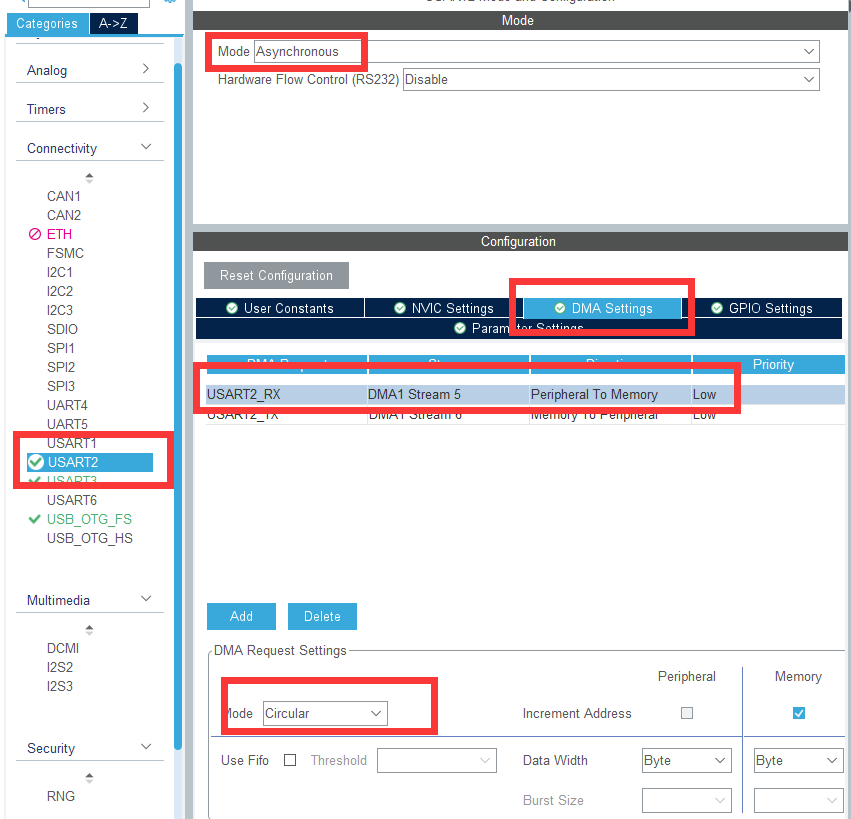 Categories A->Z
Analog
Timers
Connectivity
CAN1
CAN2
ETH
FSMC
I2C1
I2C2
I2C3
SDIO
SPI1
SPI2
SPI3
UART4
UART5
USART1
USART2
USART3
USART6
USB_OTG_FS
USB_OTG_HS
Multimedia
DCMI
I2S2
I2S3
Security
RNG
Mode
Mode Asynchronous
Hardware Flow Control (RS232) Disable
Configuration
Reset Configuration
User Constants NVIC Settings DMA Settings GPIO Settings
Parameter Settings
Priority
USART2_RX DMA1 Stream 5 Peripheral To Memory Low
USART2_TX DMA1 Stream 6 Memory To Peripheral Low
Add Delete
DMA Request Settings
Peripheral Memory
Mode Circular Increment Address
Use Fifo Threshold Data Width Byte Byte
Burst Size